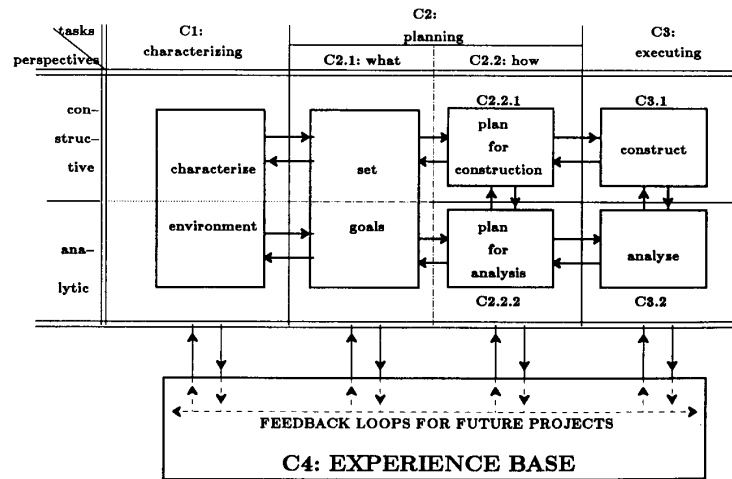 tasks
perspectives
C1:
characterizing
C2:
planning
C2.1: what
C2.2: how
C3:
executing
con-
struc-
tive
ana-
lytic
characterize
environment
set
goals
C2.2.1
plan
for
construction
plan
for
analysis
C2.2.2
C3.1
construct
analyze
C3.2
FEEDBACK LOOPS FOR FUTURE PROJECTS
C4: EXPERIENCE BASE